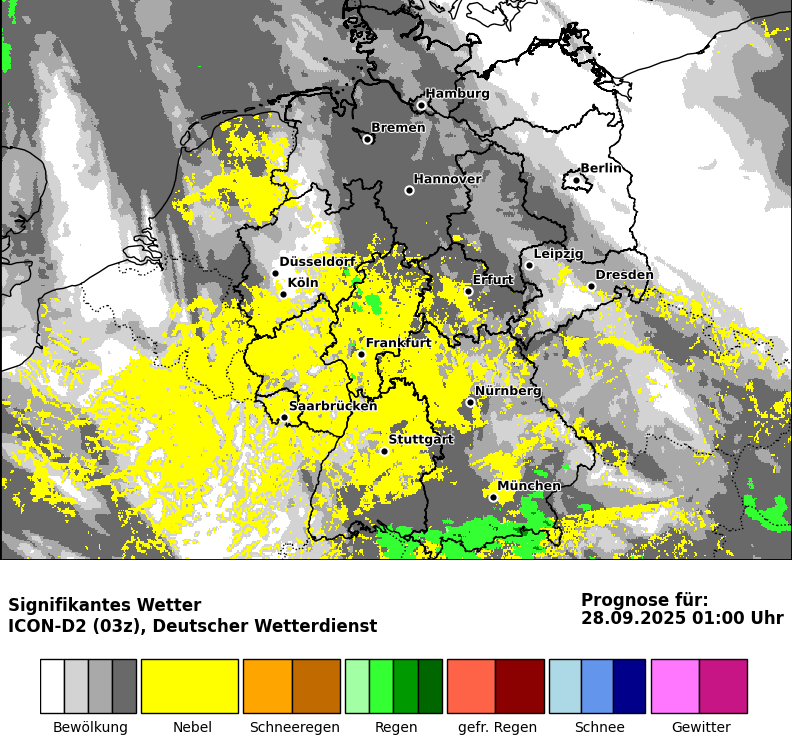 Hamburg
Bremen
Berlin
Hannover
Leipzig
Düsseldorf
Dresden
Erfurt
Köln
Frankfurt
Nürnberg
Saarbrücken
Stuttgart
München
Signifikantes Wetter
ICON-D2 (03z), Deutscher Wetterdienst
Prognose für:
28.09.2025 01:00 Uhr
Bewölkung Nebel Schneeregen Regen gefr. Regen Schnee Gewitter